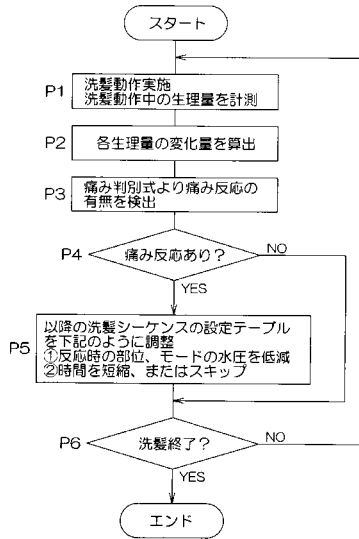 スタート
P1
洗髪動作実施
洗髪動作中の生理量を計測
P2
各生理量の変化量を算出
P3
痛み判別式より痛み反応の
有無を検出
P4
痛み反応あり?
NO
YES
P5
以降の洗髪シーケンスの設定テーブル
を下記のように調整
①反応時の部位、モードの水圧を低減
②時間を短縮、またはスキップ
P6
洗髪終了?
NO
YES
エンド